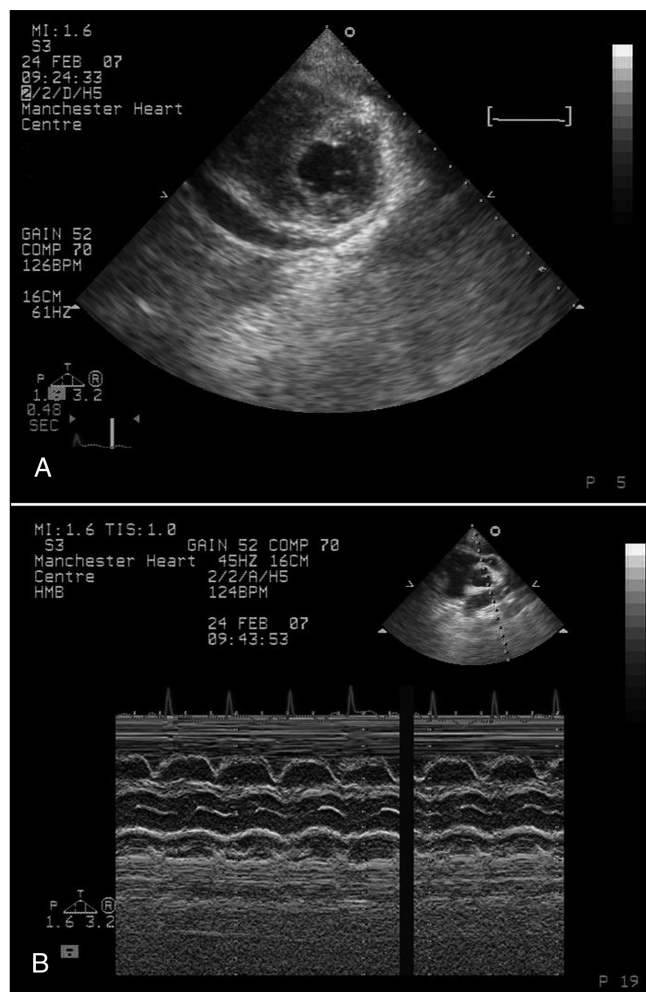 MI:1.6
S3
24 FEB 07
09:24:33
2/2/D/H5
Manchester Heart
Centre
GAIN 52
COMP 70
126BPM
16CM
61HZ
T
P R
1.6 3.2
0.48
SEC
A
P 5
MI:1.6 TIS:1.0
S3 GAIN 52 COMP 70
Manchester Heart 45HZ 16CM
Centre 2/2/A/H5
HMB 124BPM
24 FEB 07
09:43:53
T
P R
1.6 3.2
B
P 19